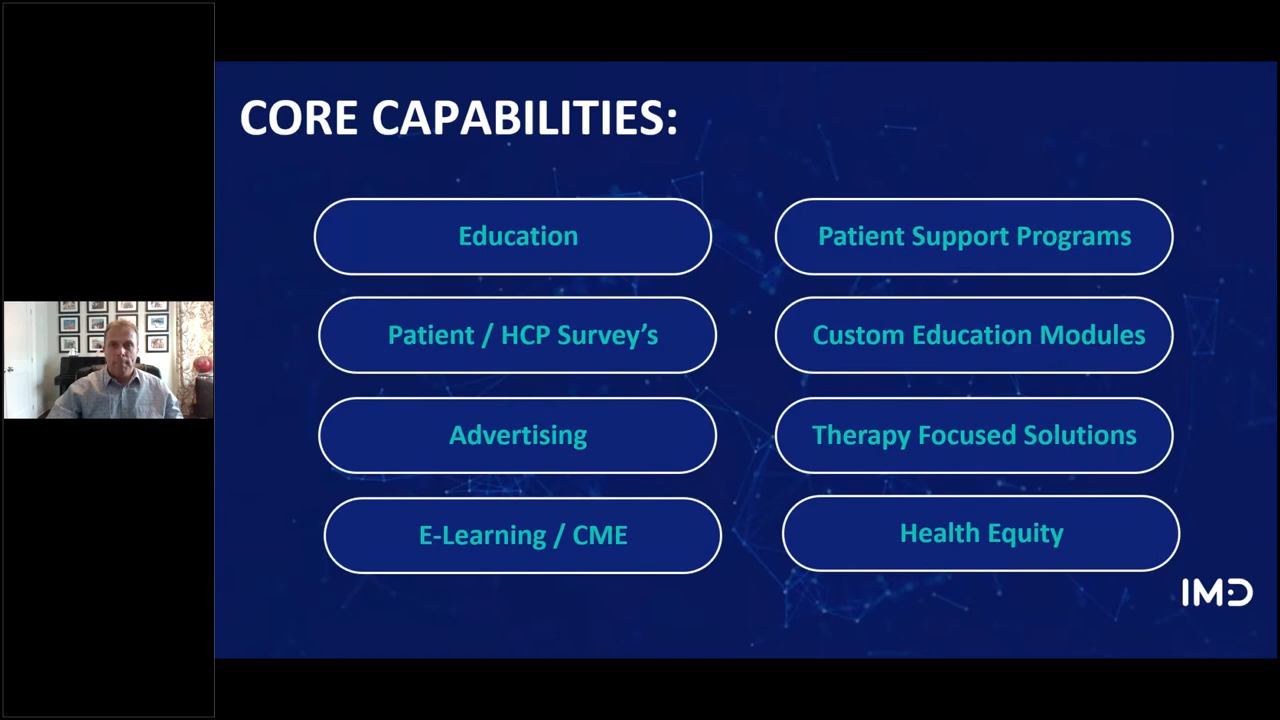 CORE CAPABILITIES:
Education
Patient Support Programs
Patient / HCP Survey’s
Custom Education Modules
Advertising
Therapy Focused Solutions
E-Learning / CME
Health Equity
IMD